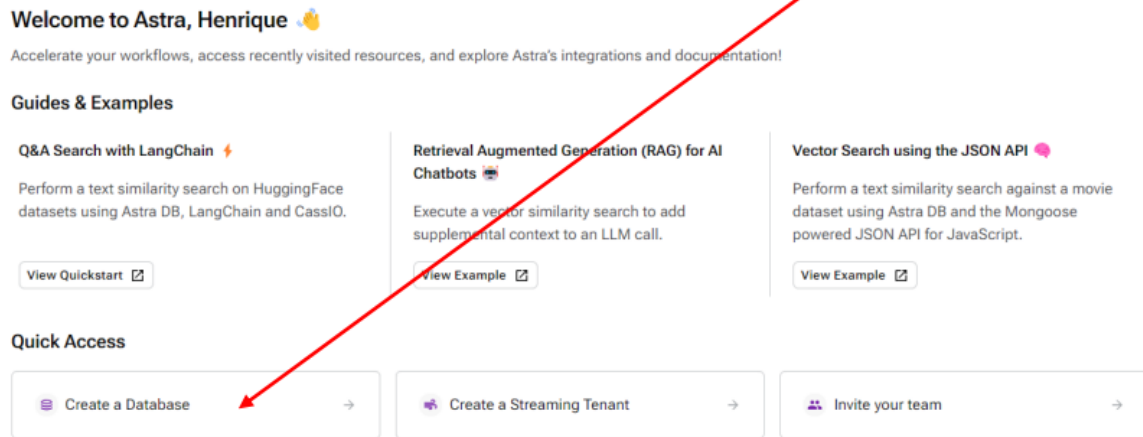 Welcome to Astra, Henrique 👋
Accelerate your workflows, access recently visited resources, and explore Astra's integrations and documentation!
Guides & Examples
Q&A Search with LangChain ⚡
Perform a text similarity search on HuggingFace
datasets using Astra DB, LangChain and CassIO.
View Quickstart
Retrieval Augmented Generation (RAG) for AI
Chatbots 🤖
Execute a vector similarity search to add
supplemental context to an LLM call.
View Example
Vector Search using the JSON API 🧠
Perform a text similarity search against a movie
dataset using Astra DB and the Mongoose
powered JSON API for JavaScript.
View Example
Quick Access
Create a Database
Create a Streaming Tenant
Invite your team